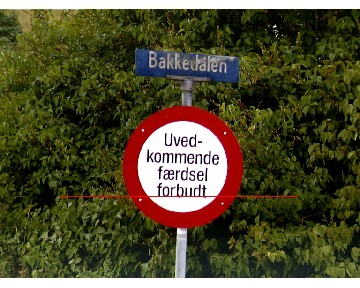 Bakkedalen
Uved-
kommende
færdsel
forbudt